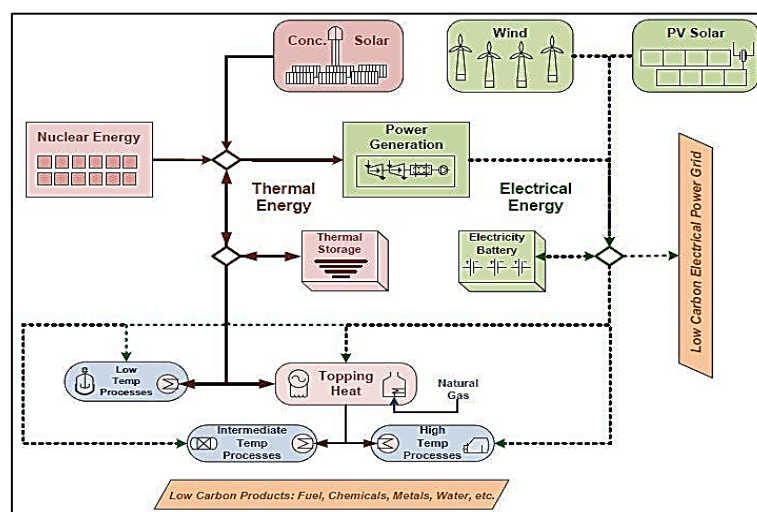 Conc. Solar
Wind
PV Solar
Nuclear Energy
Power
Generation
Thermal
Energy
Electrical
Energy
Thermal
Storage
Electricity
Battery
Low Carbon Electrical Power Grid
Low
Temp
Processes
Topping
Heat
Natural
Gas
Intermediate
Temp
Processes
High
Temp
Processes
Low Carbon Products: Fuel, Chemicals, Metals, Water, etc.